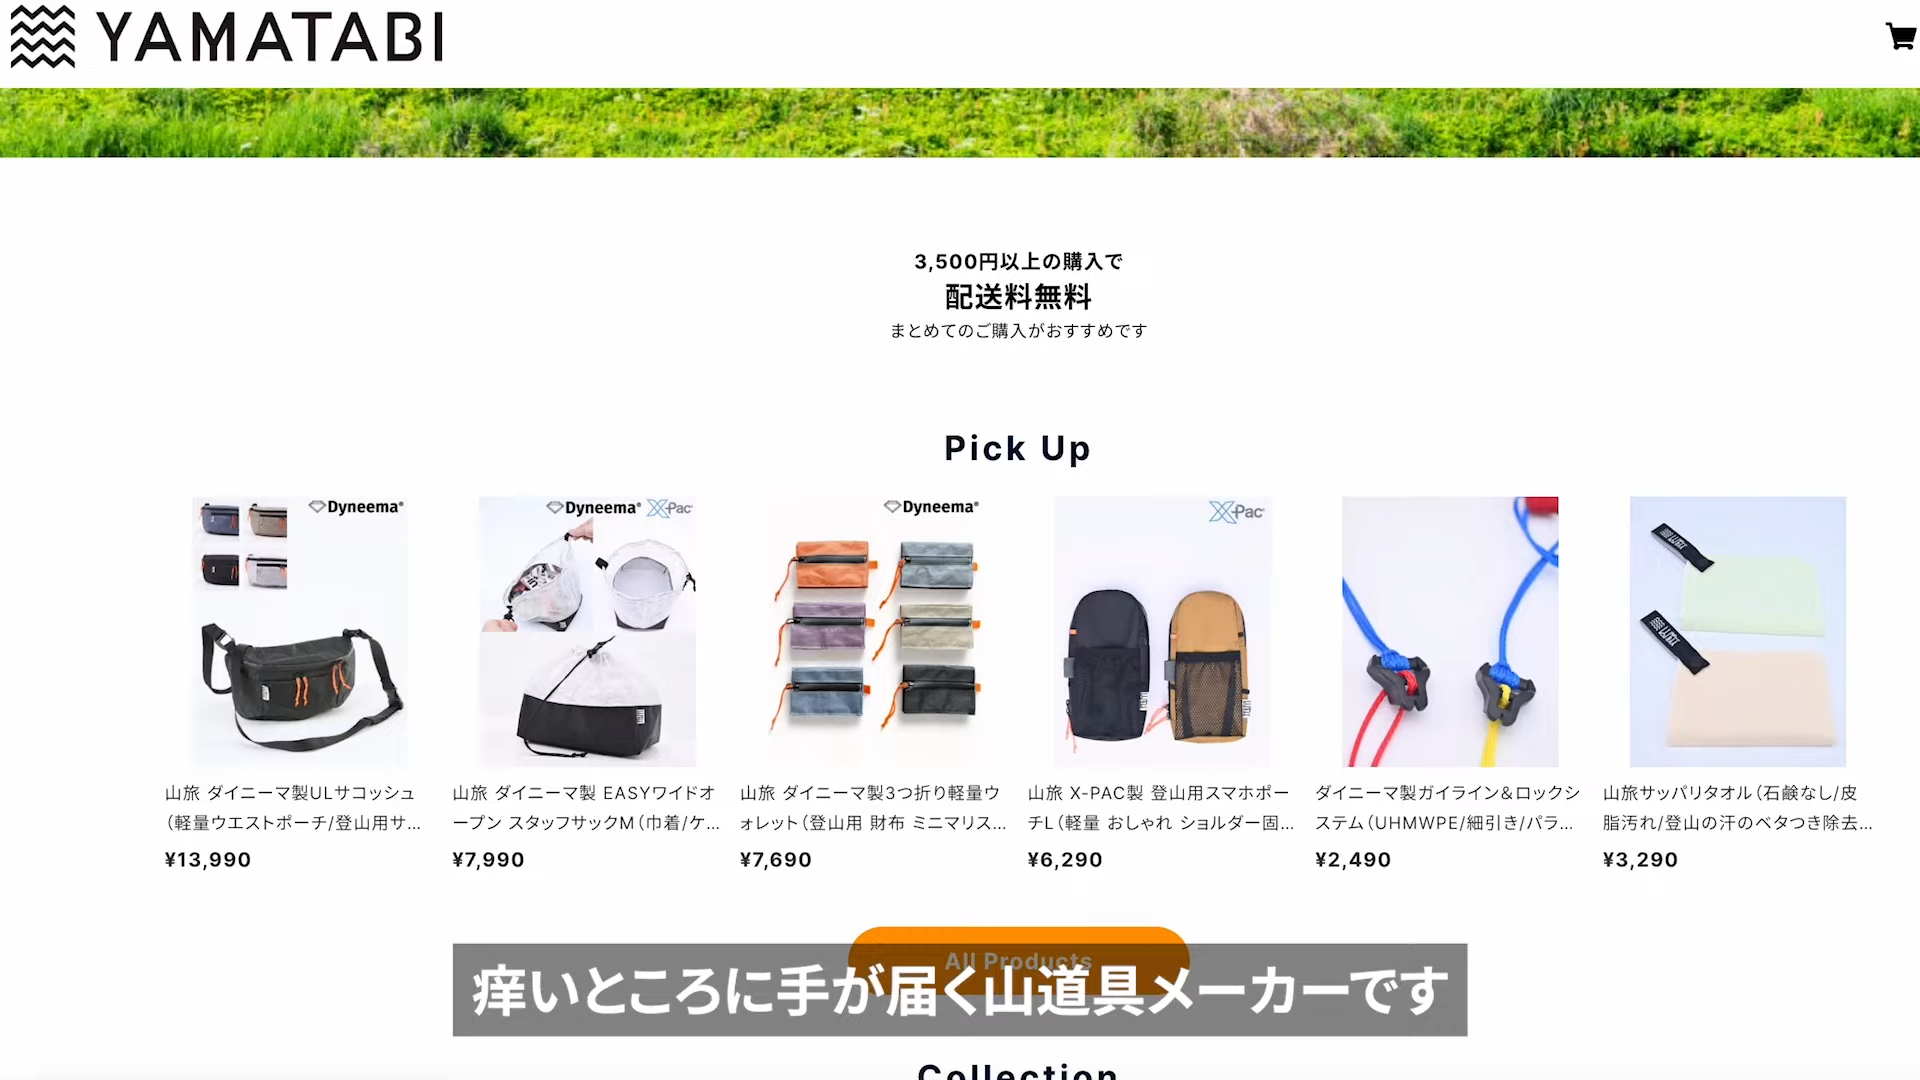 YAMATABI
3,500円以上の購入で
配送料無料
まとめてのご購入がおすすめです
Pick Up
Dyneema®
Dyneema® X-Pac®
Dyneema®
X-Pac®
山旅 ダイニーマ製ULサコッシュ
（軽量ウエストポーチ/登山用サ...
¥13,990
山旅 ダイニーマ製 EASYワイドオ
ープン スタッフサックM（巾着/ケ...
¥7,990
山旅 ダイニーマ製3つ折り軽量ウ
ォレット（登山用 財布 ミニマリス...
¥7,690
山旅 X-PAC製 登山用スマホポー
チL（軽量 おしゃれ ショルダー固...
¥6,290
ダイニーマ製ガイライン&ロックシ
ステム（UHMWPE/細引き/パラ...
¥2,490
山旅サッパリタオル（石鹸なし/皮
脂汚れ/登山の汗のベタつき除去...
¥3,290
All Products
痒いところに手が届く山道具メーカーです
Collection